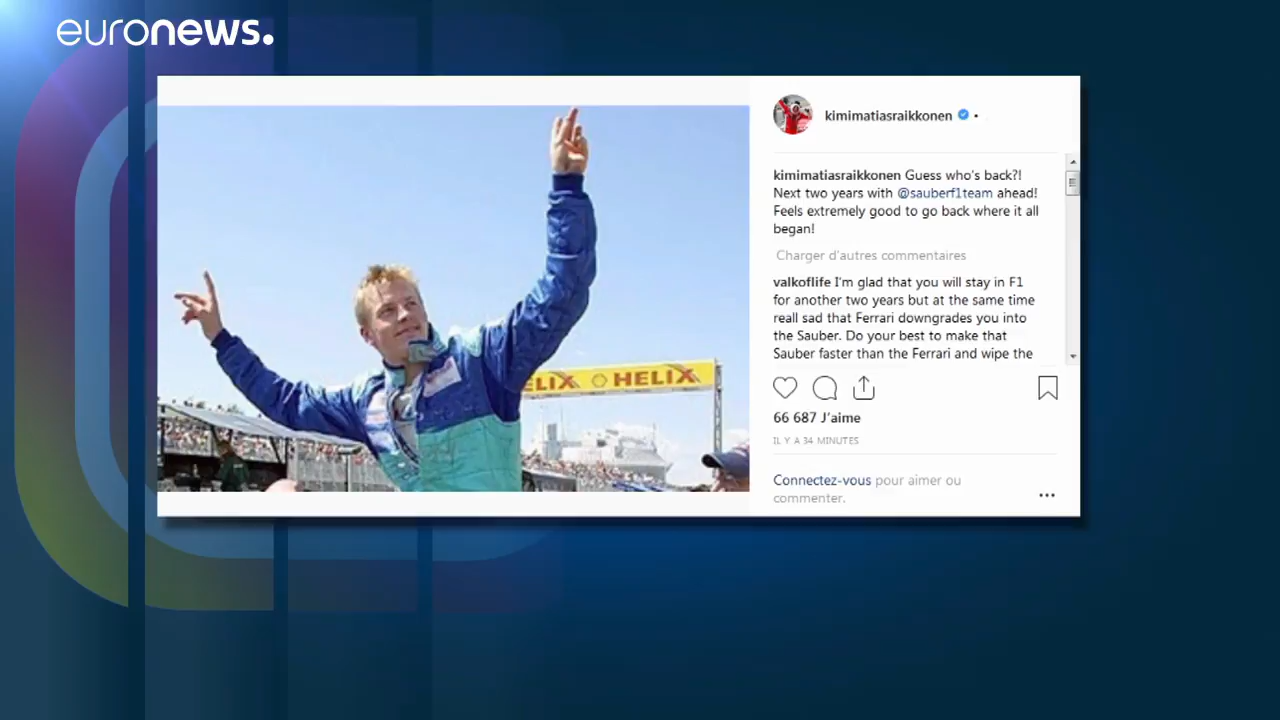 euronews.
kimimatiasraikkonen •
kimimatiasraikkonen Guess who's back?!
Next two years with @sauberf1team ahead!
Feels extremely good to go back where it all
began!
Charger d'autres commentaires
valkoflife I'm glad that you will stay in F1
for another two years but at the same time
reall sad that Ferrari downgrades you into
the Sauber. Do your best to make that
Sauber faster than the Ferrari and wipe the
ELIX HELIX
66 687 J'aime
IL Y A 34 MINUTES
Connectez-vous pour aimer ou
commenter.